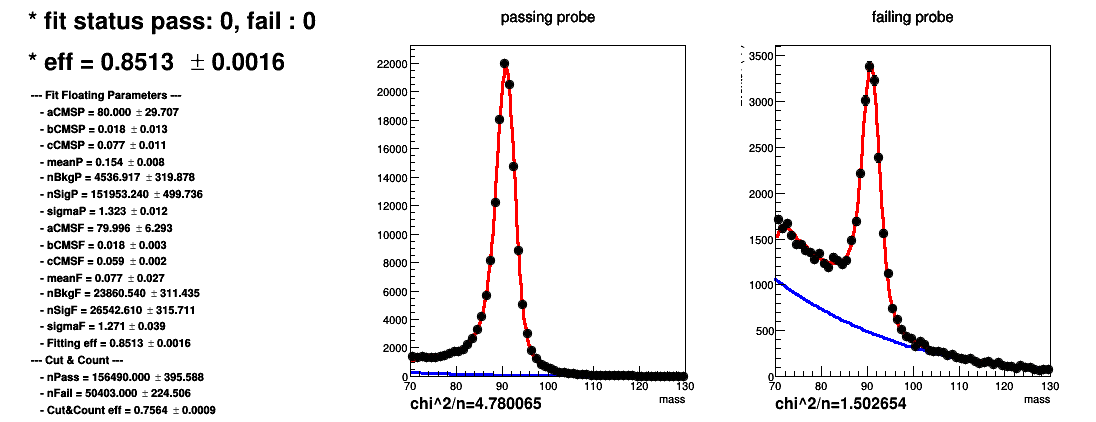 * fit status pass: 0, fail : 0
* eff = 0.8513 ± 0.0016
--- Fit Floating Parameters ---
- aCMSP = 80.000 ± 29.707
- bCMSP = 0.018 ± 0.013
- cCMSP = 0.077 ± 0.011
- meanP = 0.154 ± 0.008
- nBkgP = 4536.917 ± 319.878
- nSigP = 151953.240 ± 499.736
- sigmaP = 1.323 ± 0.012
- aCMSF = 79.996 ± 6.293
- bCMSF = 0.018 ± 0.003
- cCMSF = 0.059 ± 0.002
- meanF = 0.077 ± 0.027
- nBkgF = 23860.540 ± 311.435
- nSigF = 26542.610 ± 315.711
- sigmaF = 1.271 ± 0.039
- Fitting eff = 0.8513 ± 0.0016
--- Cut & Count ---
- nPass = 156490.000 ± 395.588
- nFail = 50403.000 ± 224.506
- Cut&Count eff = 0.7564 ± 0.0009
passing probe
22000
20000
18000
16000
14000
12000
10000
8000
6000
4000
2000
0
70 80 90 100 110 120 130
mass
chi^2/n=4.780065
failing probe
3500
3000
2500
2000
1500
1000
500
0
70 80 90 100 110 120 130
mass
chi^2/n=1.502654